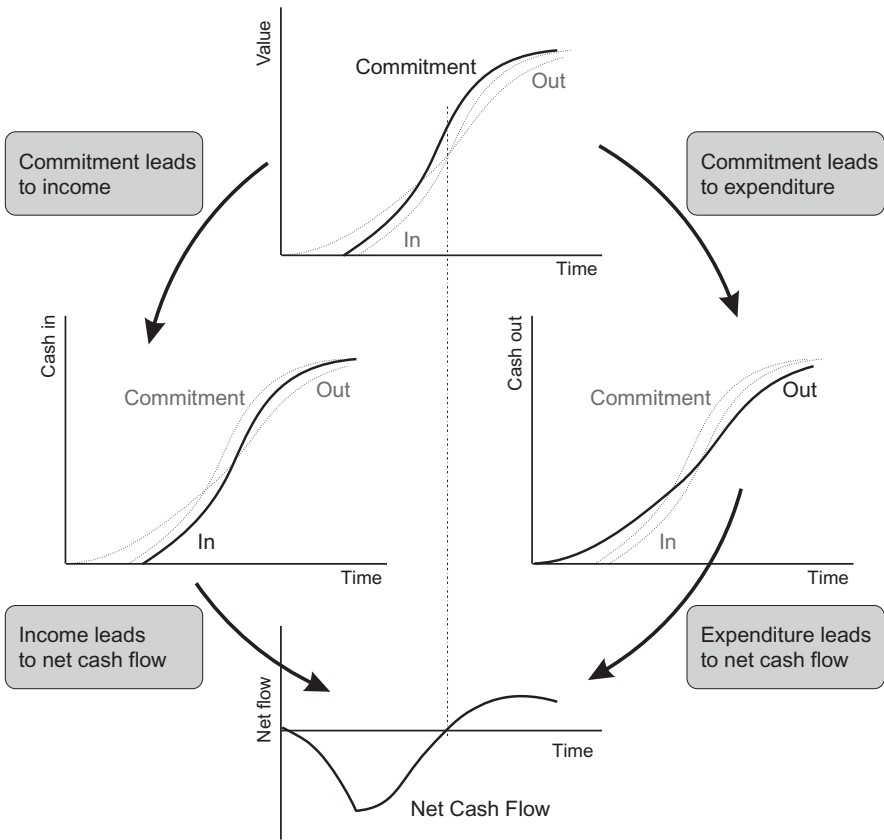 Value
Commitment
Out
In
Time
Commitment leads
to income
Commitment leads
to expenditure
Cash in
Commitment
Out
In
Time
Cash out
Commitment
Out
In
Time
Income leads
to net cash flow
Expenditure leads
to net cash flow
Net flow
Time
Net Cash Flow